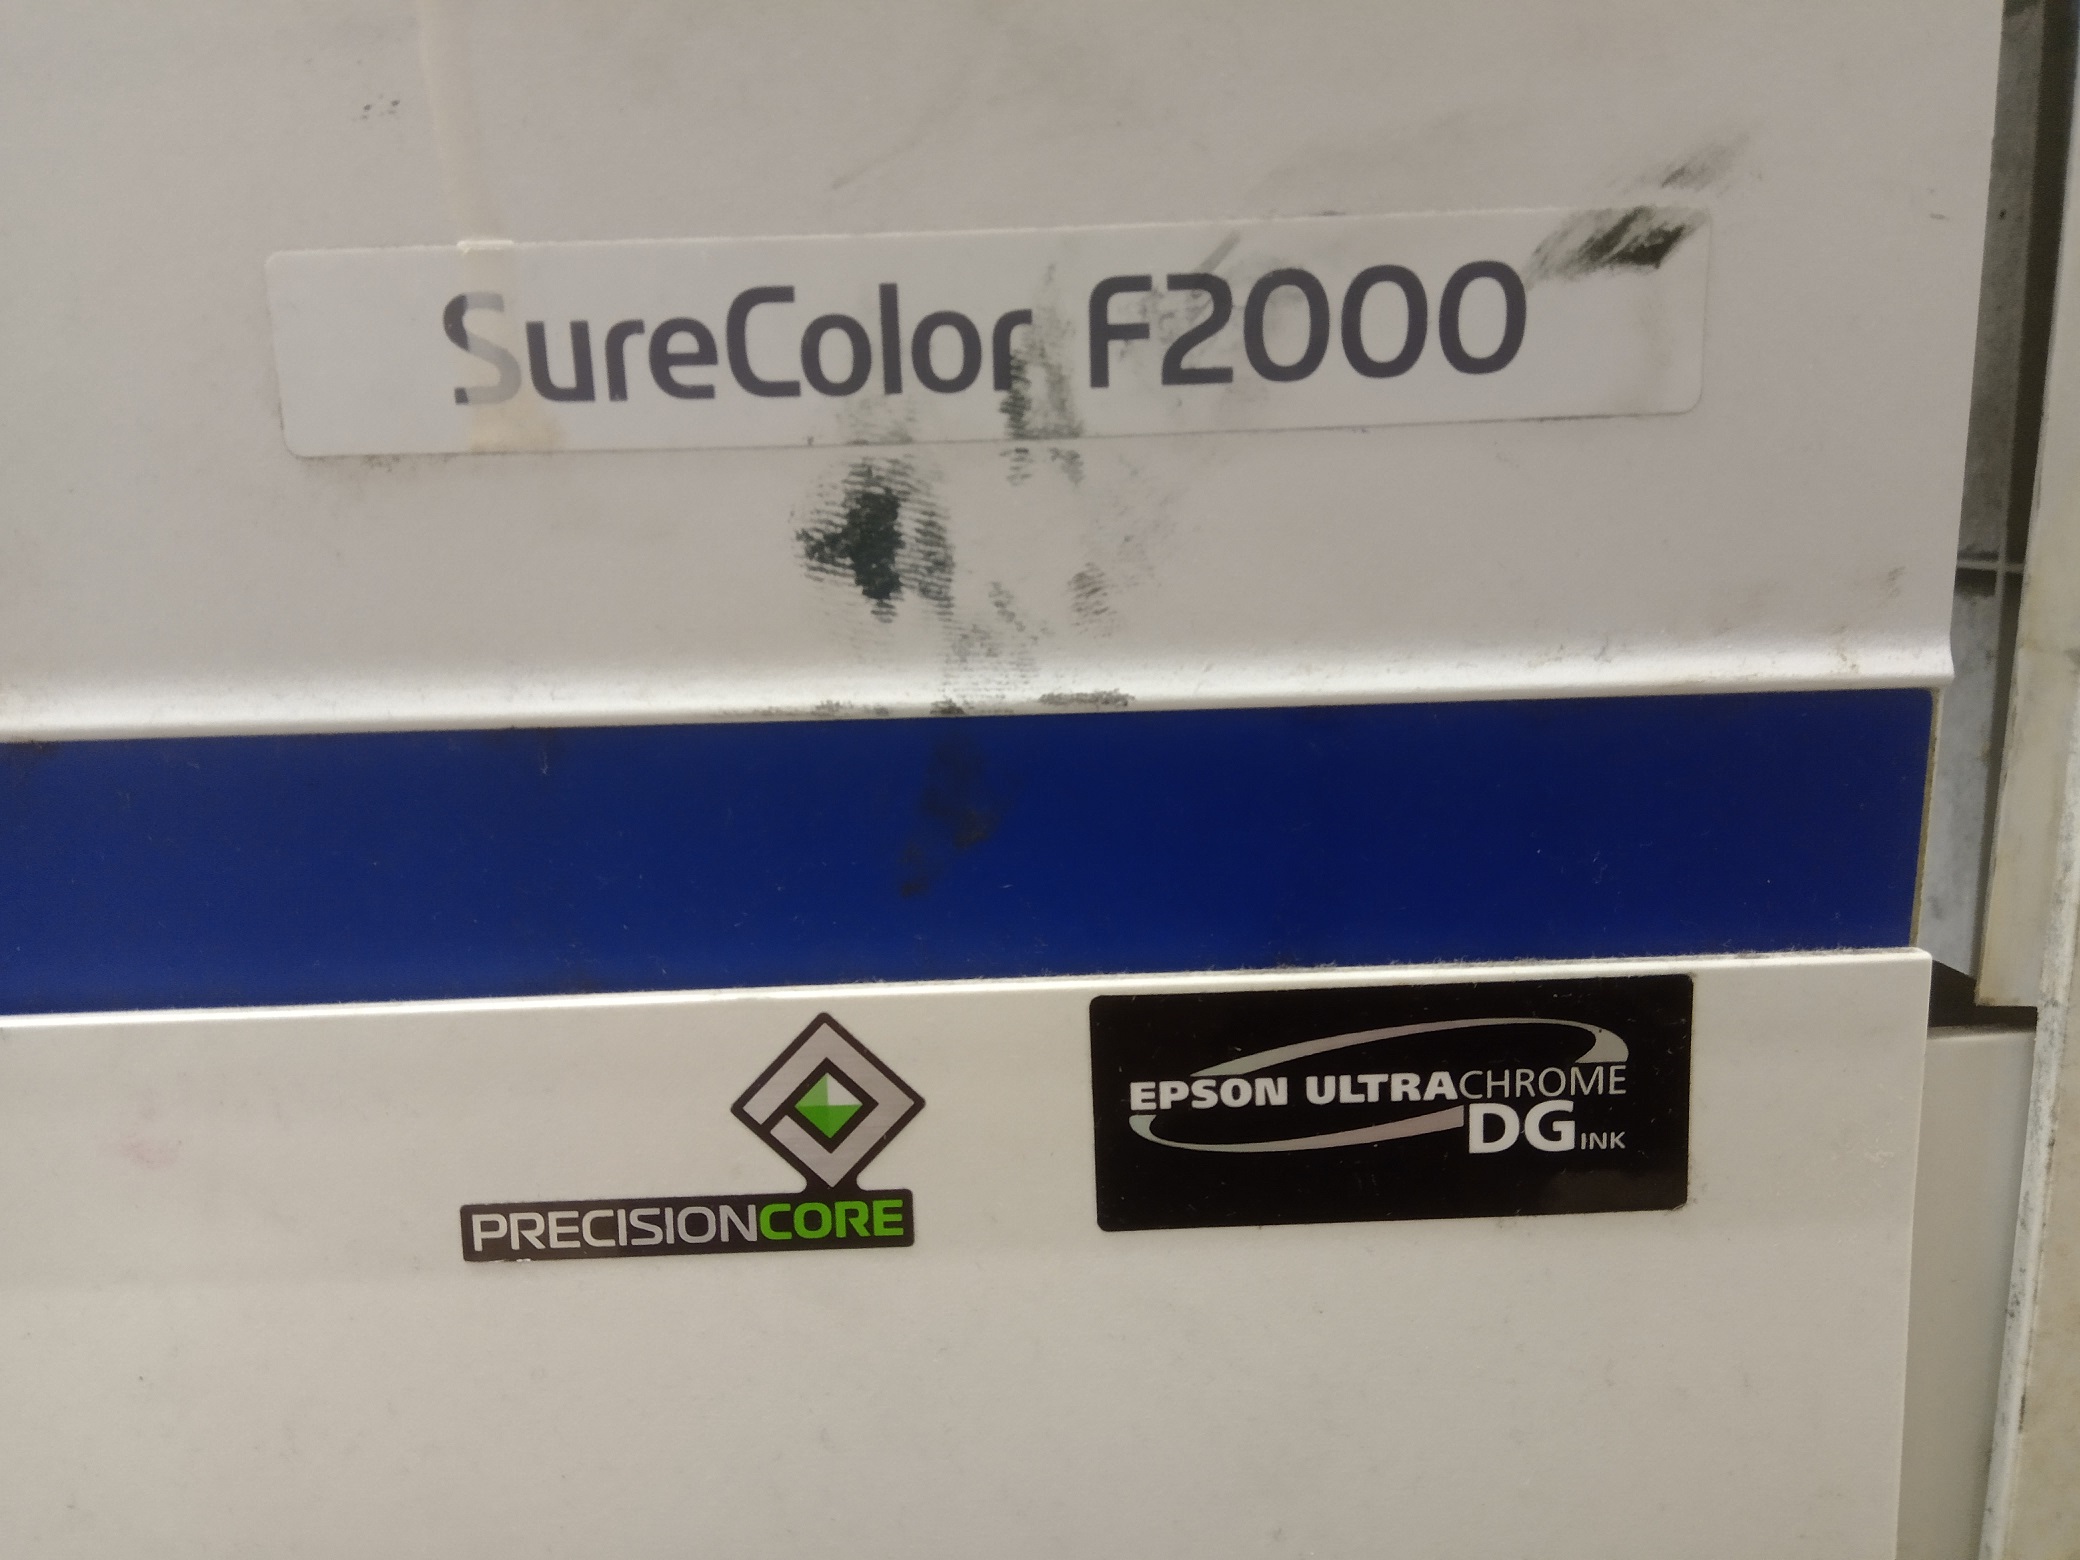 SureColor F2000
PRECISIONCORE
EPSON ULTRACHROME
DG INK